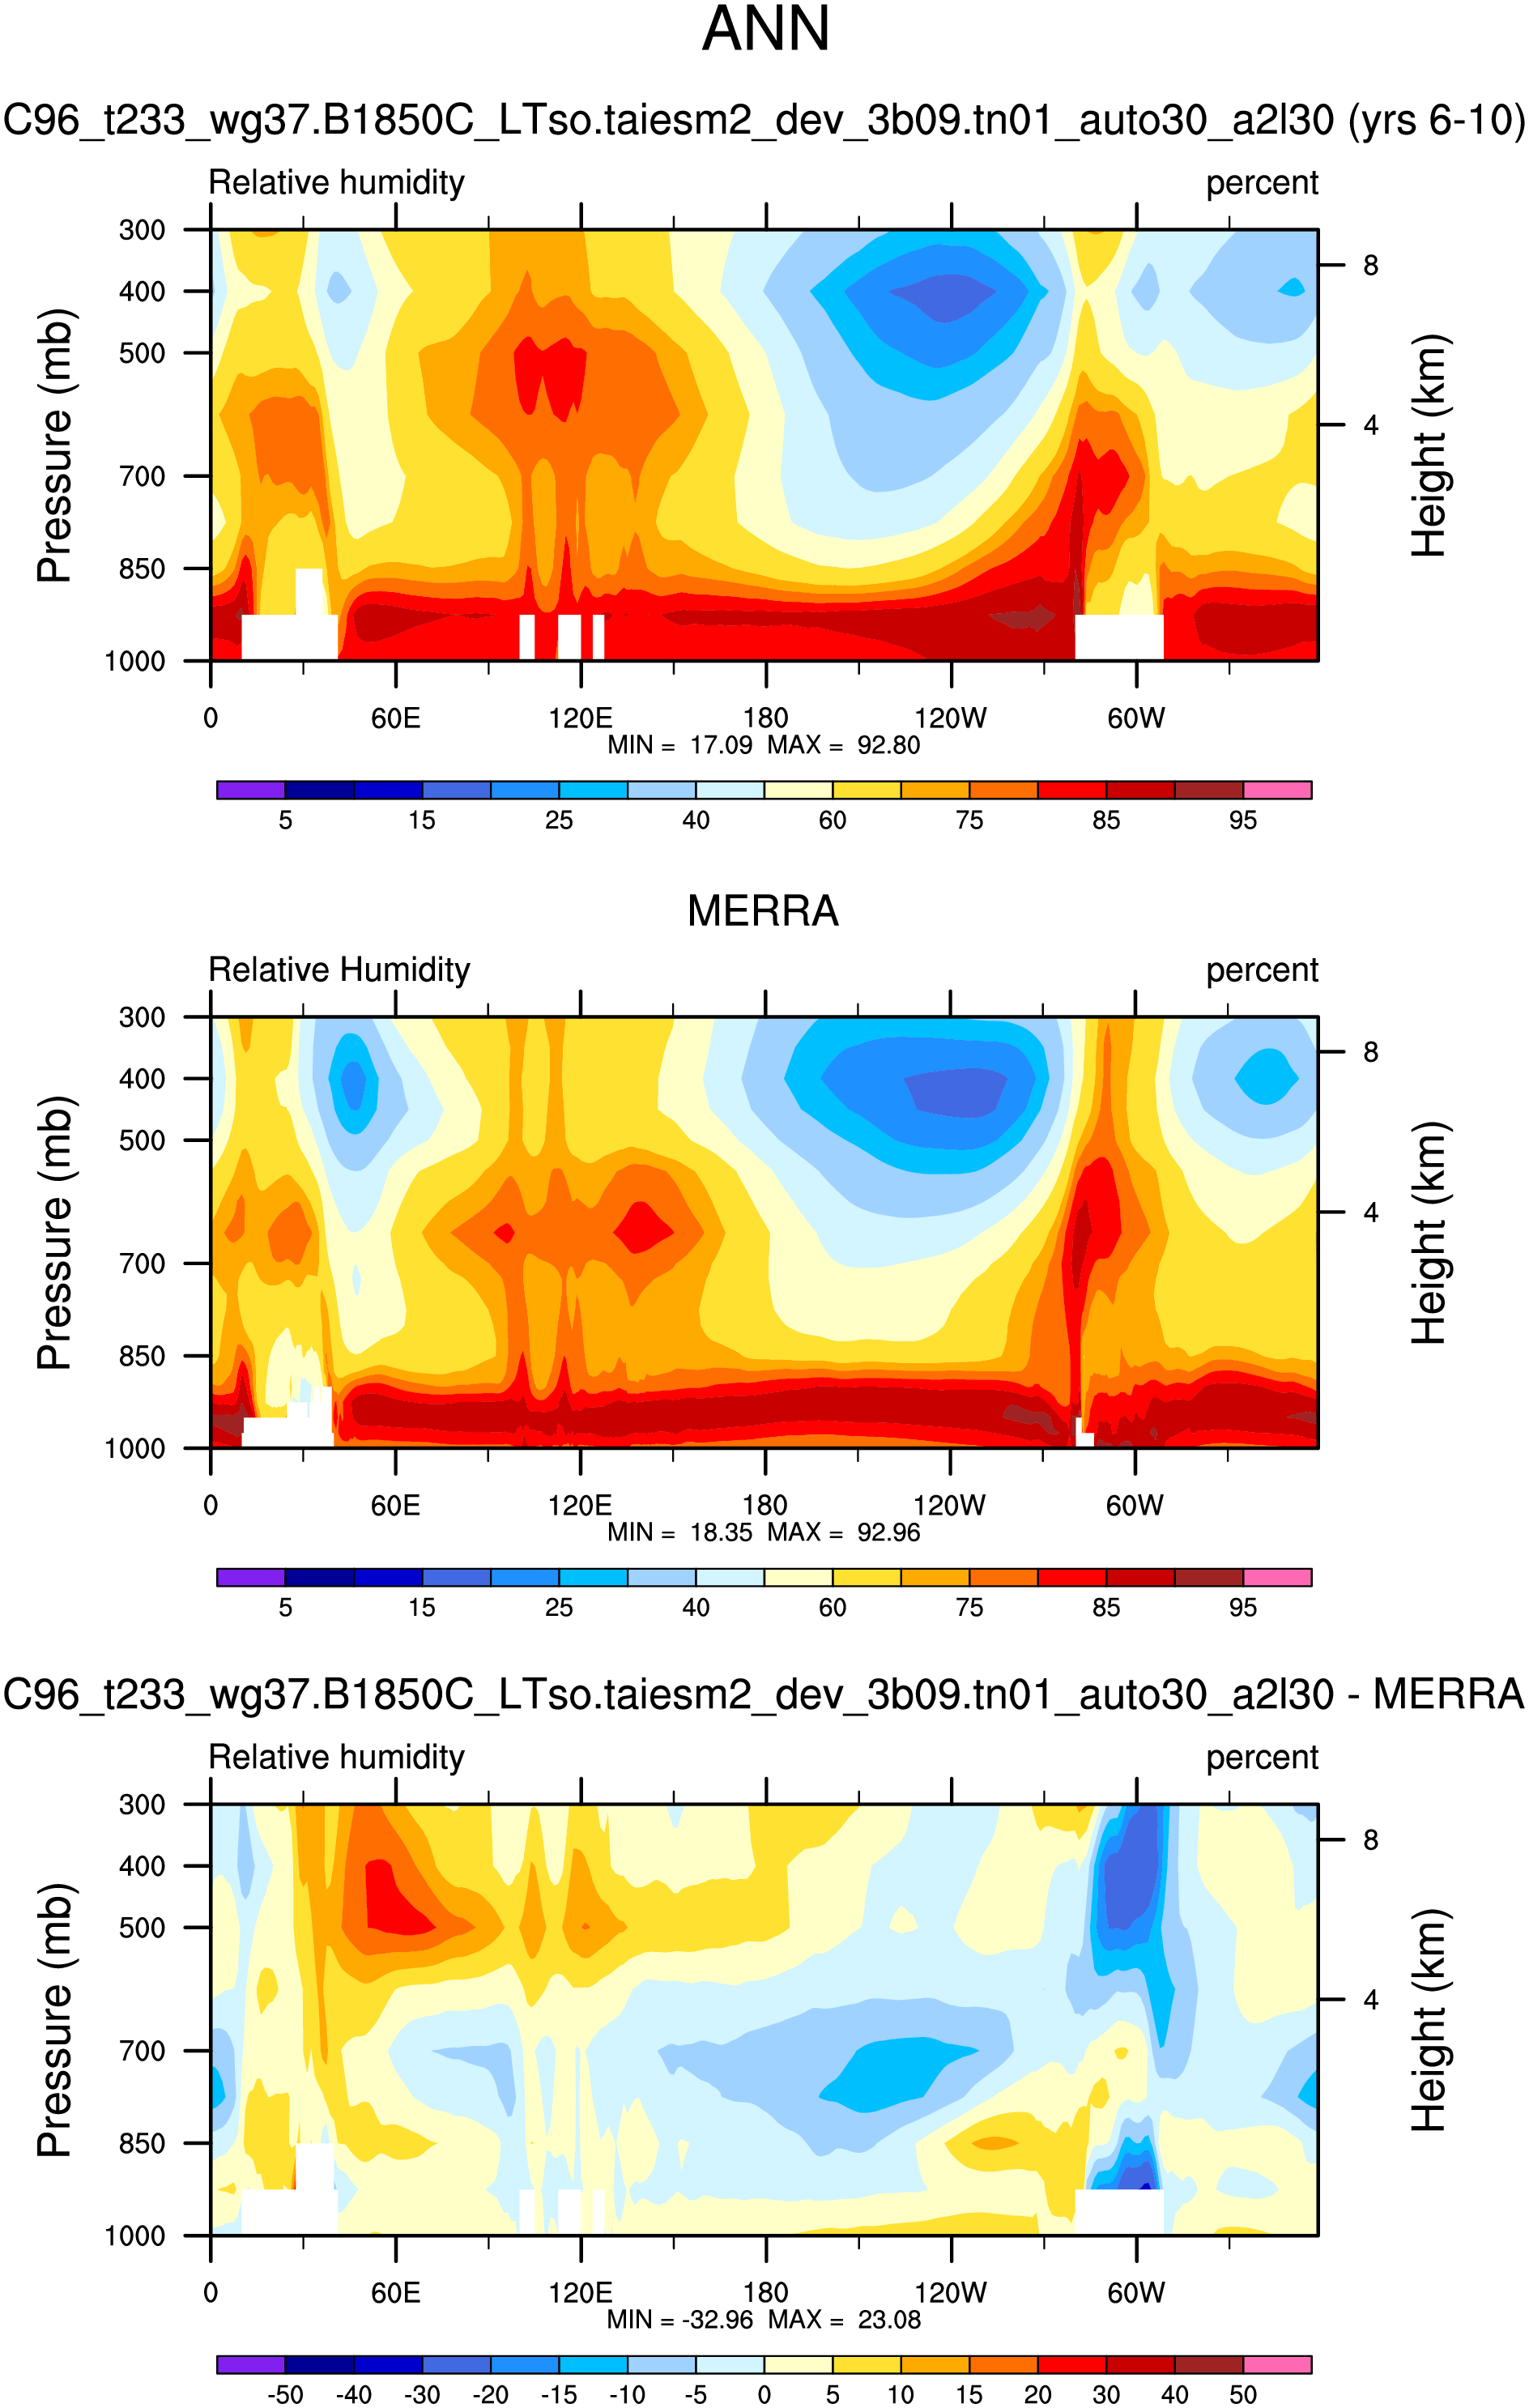 ANN
C96_t233_wg37.B1850C_LTso.taiesm2_dev_3b09.tn01_auto30_a2l30 (yrs 6-10)
Relative humidity percent
300
400
500
700
850
1000
Pressure (mb)
8
4
Height (km)
0 60E 120E 180 120W 60W
MIN = 17.09 MAX = 92.80
5 15 25 40 60 75 85 95
MERRA
Relative Humidity percent
300
400
500
700
850
1000
Pressure (mb)
8
4
Height (km)
0 60E 120E 180 120W 60W
MIN = 18.35 MAX = 92.96
5 15 25 40 60 75 85 95
C96_t233_wg37.B1850C_LTso.taiesm2_dev_3b09.tn01_auto30_a2l30 - MERRA
Relative humidity percent
300
400
500
700
850
1000
Pressure (mb)
8
4
Height (km)
0 60E 120E 180 120W 60W
MIN = -32.96 MAX = 23.08
-50 -40 -30 -20 -15 -10 -5 0 5 10 15 20 30 40 50